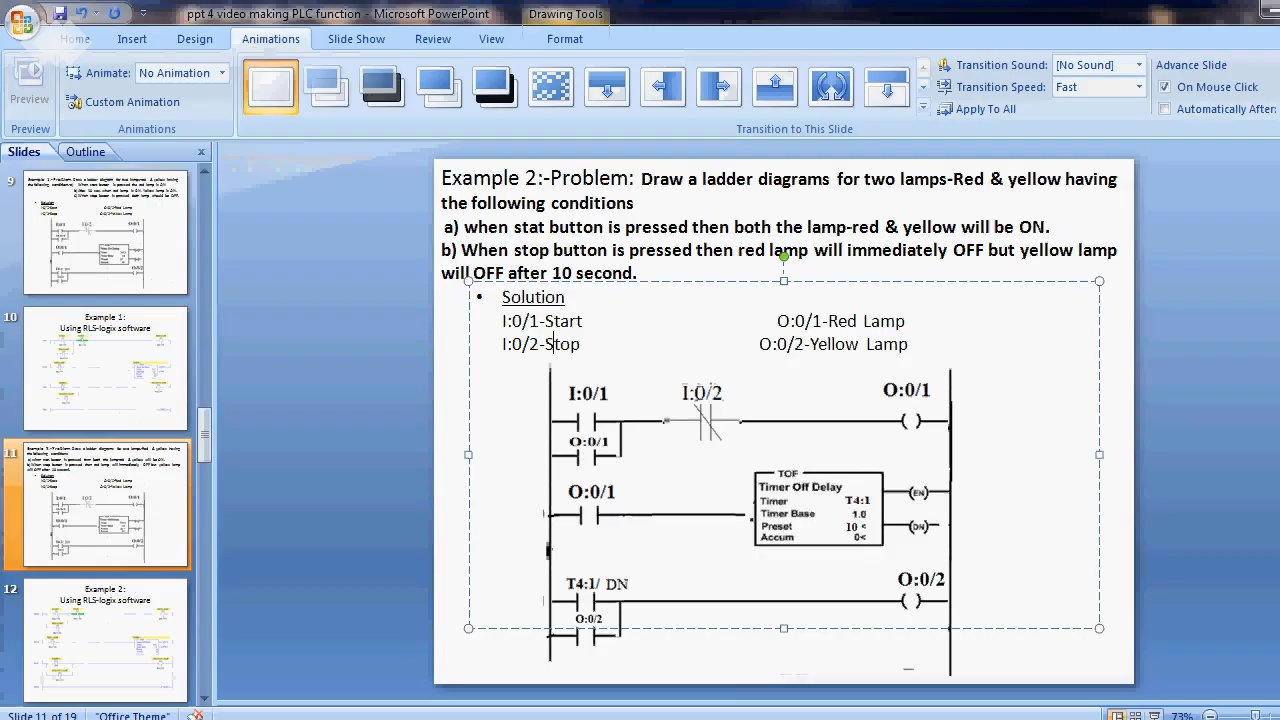 st4 video making PLC function - Microsoft PowerPoint
Drawing Tools
Home Insert Design Animations Slide Show Review View Format
Preview
Animate: No Animation
Custom Animation
Transition Sound: [No Sound]
Transition Speed: Fast
Apply To All
Advance Slide
On Mouse Click
Automatically After:
Preview Animations Transition to This Slide
Slides Outline x
9
10
Example 1:
Using RLS-logix software
11
12
Example 2:
Using RLS-logix software
Example 2:-Problem: Draw a ladder diagrams for two lamps-Red & yellow having
the following conditions
a) when stat button is pressed then both the lamp-red & yellow will be ON.
b) When stop button is pressed then red lamp will immediately OFF but yellow lamp
will OFF after 10 second.
• Solution
I:0/1-Start O:0/1-Red Lamp
I:0/2-Stop O:0/2-Yellow Lamp
I:0/1 I:0/2 O:0/1
O:0/1
O:0/1
TOF
Timer Off Delay
Timer T4:1
Timer Base 1.0
Preset 10 <
Accum 0<
(EN)
(DN)
T4:1/ DN O:0/2
O:0/2
Slide 11 of 19 "Office Theme" 73%